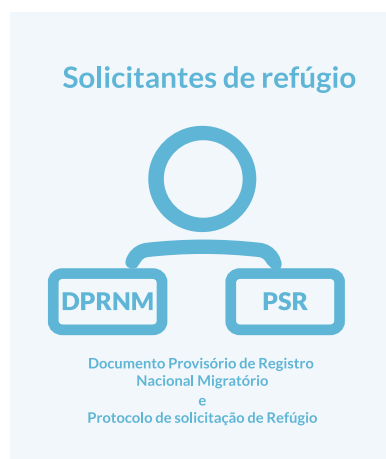 Solicitantes de refúgio
DPRNM
PSR
Documento Provisório de Registro
Nacional Migratório
e
Protocolo de solicitação de Refúgio